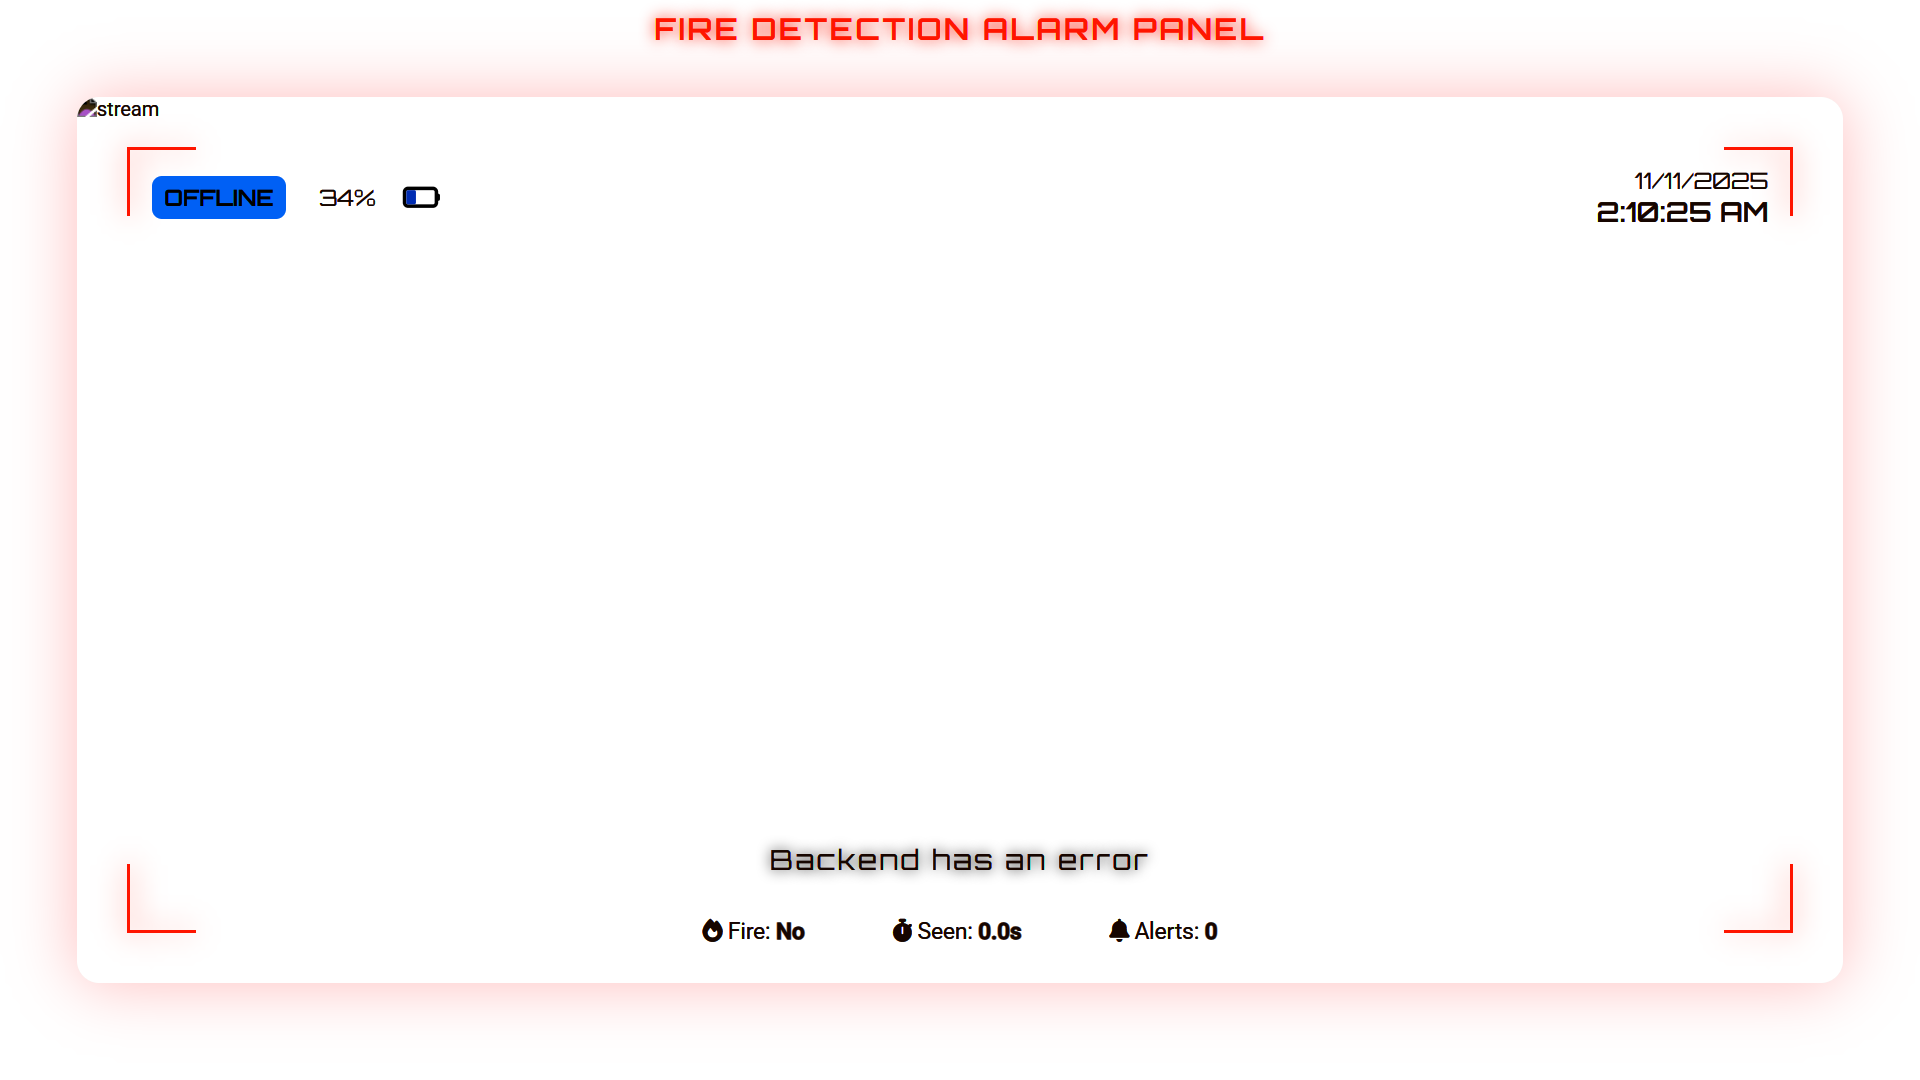 FIRE DETECTION ALARM PANEL
stream
OFFLINE 34%
11/11/2025
2:10:25 AM
Backend has an error
Fire: No Seen: 0.0s Alerts: 0